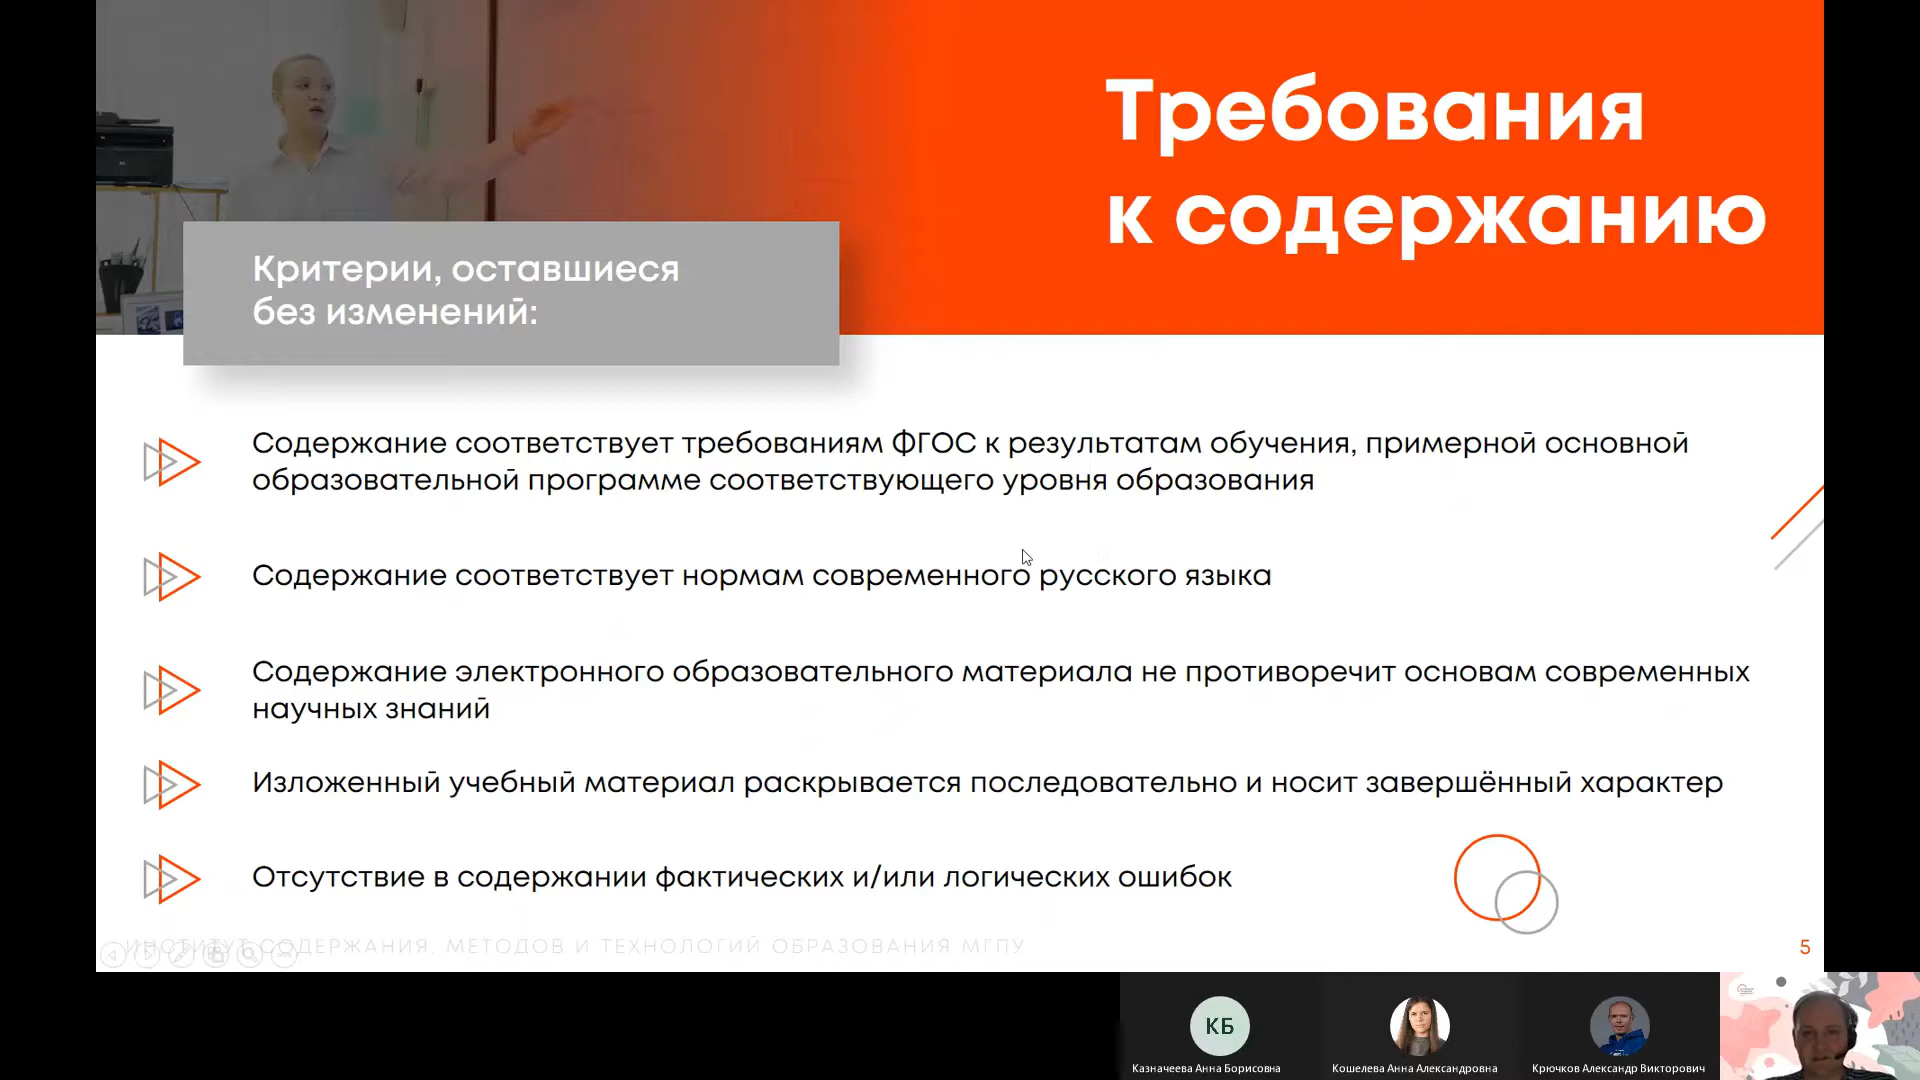 Требования
к содержанию
Критерии, оставшиеся
без изменений:
Содержание соответствует требованиям ФГОС к результатам обучения, примерной основной
образовательной программе соответствующего уровня образования
Содержание соответствует нормам современного русского языка
Содержание электронного образовательного материала не противоречит основам современных
научных знаний
Изложенный учебный материал раскрывается последовательно и носит завершённый характер
Отсутствие в содержании фактических и/или логических ошибок
ИНСТИТУТ СОДЕРЖАНИЯ, МЕТОДОВ И ТЕХНОЛОГИЙ ОБРАЗОВАНИЯ МГПУ
5
КБ
Казначеева Анна Борисовна
Кошелева Анна Александровна
Крючков Александр Викторович